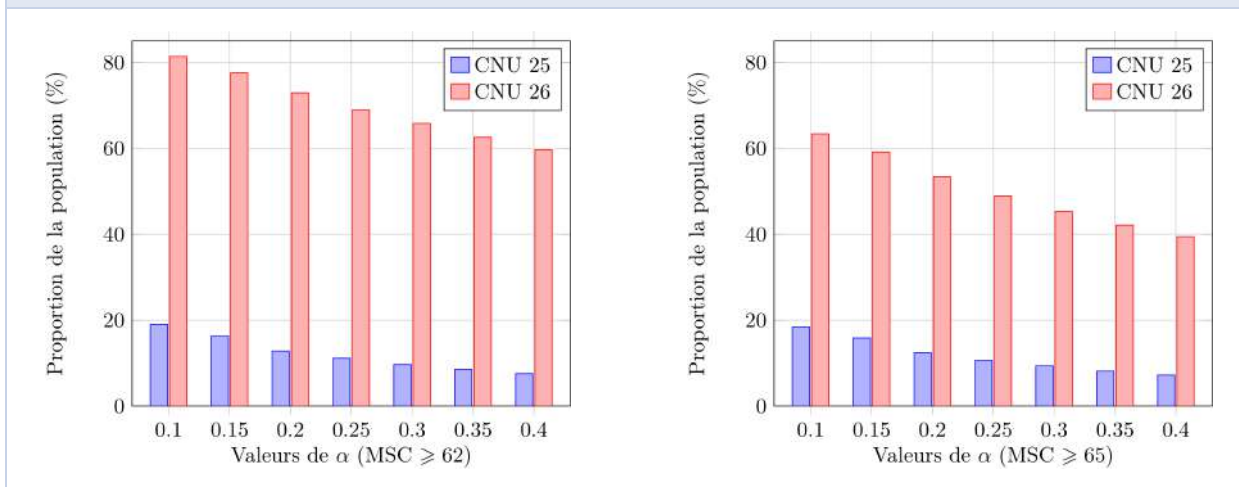 Proportion de la population (%)
80
60
40
20
0
CNU 25
CNU 26
0.1 0.15 0.2 0.25 0.3 0.35 0.4
Valeurs de α (MSC ⩾ 62)
Proportion de la population (%)
80
60
40
20
0
CNU 25
CNU 26
0.1 0.15 0.2 0.25 0.3 0.35 0.4
Valeurs de α (MSC ⩾ 65)